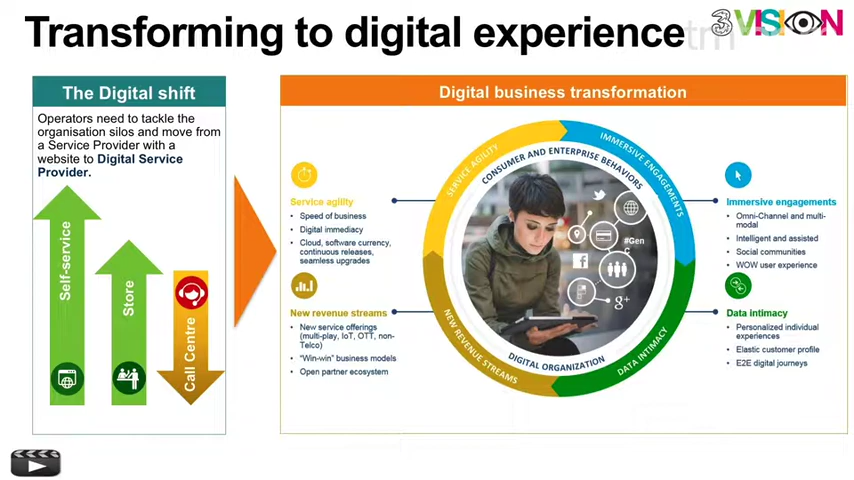 Transforming to digital experience
tm
3VISION
The Digital shift
Operators need to tackle the
organisation silos and move from
a Service Provider with a
website to Digital Service
Provider.
Self-service
Store
Call Centre
Digital business transformation
Service agility
• Speed of business
• Digital immediacy
• Cloud, software currency,
continuous releases,
seamless upgrades
New revenue streams
• New service offerings
(multi-play, IoT, OTT, non-
Telco)
• “Win-win” business models
• Open partner ecosystem
SERVICE AGILITY
IMMERSIVE ENGAGEMENTS
CONSUMER AND ENTERPRISE BEHAVIORS
#Gen
C
f
g+
NEW REVENUE STREAMS
DIGITAL ORGANIZATION
DATA INTIMACY
Immersive engagements
• Omni-Channel and multi-
modal
• Intelligent and assisted
• Social communities
• WOW user experience
Data intimacy
• Personalized individual
experiences
• Elastic customer profile
• E2E digital journeys